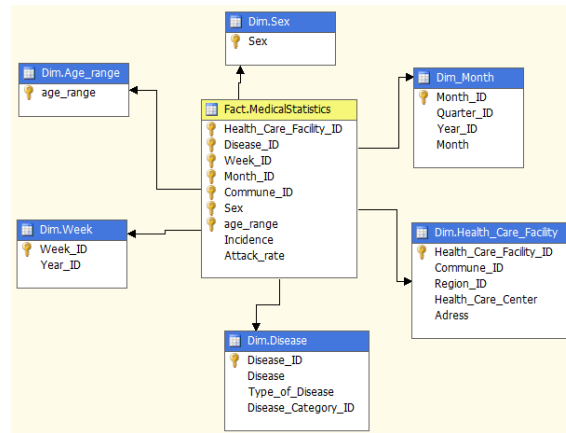 Dim.Sex
Sex
Dim.Age_range
age_range
Fact.MedicalStatistics
Health_Care_Facility_ID
Disease_ID
Week_ID
Month_ID
Commune_ID
Sex
age_range
Incidence
Attack_rate
Dim_Month
Month_ID
Quarter_ID
Year_ID
Month
Dim.Week
Week_ID
Year_ID
Dim.Health_Care_Facility
Health_Care_Facility_ID
Commune_ID
Region_ID
Health_Care_Center
Adress
Dim.Disease
Disease_ID
Disease
Type_of_Disease
Disease_Category_ID